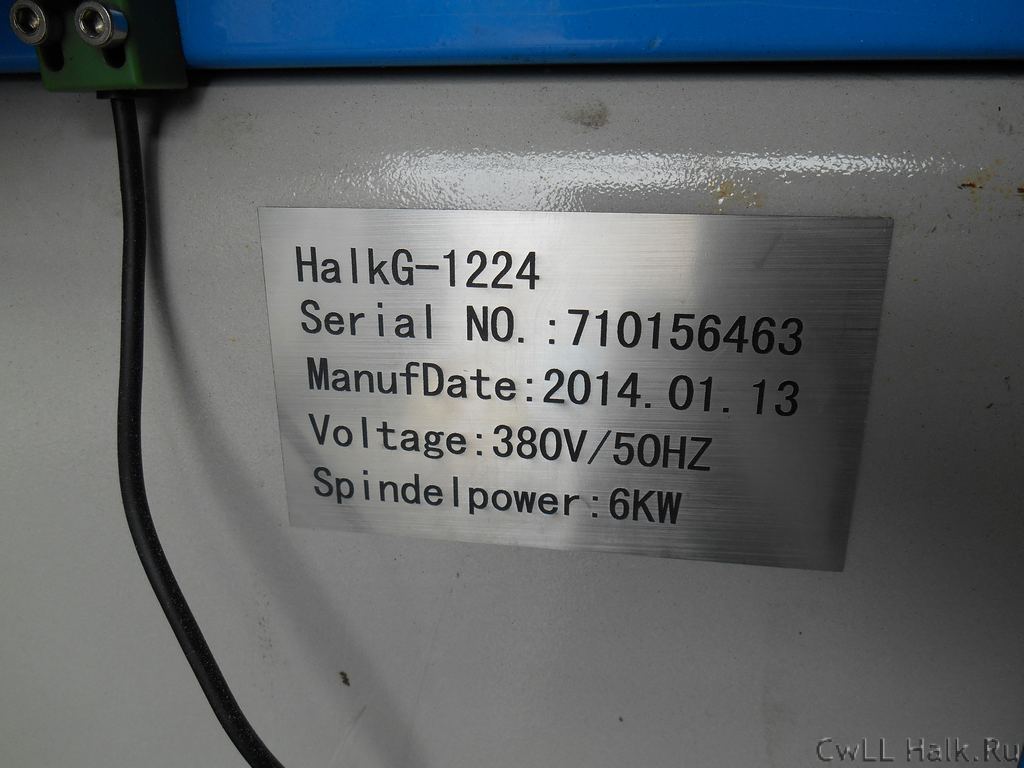 HalkG-1224
Serial NO.:710156463
ManufDate:2014.01.13
Voltage:380V/50HZ
Spindelpower:6KW
CwLL Halk.Ru